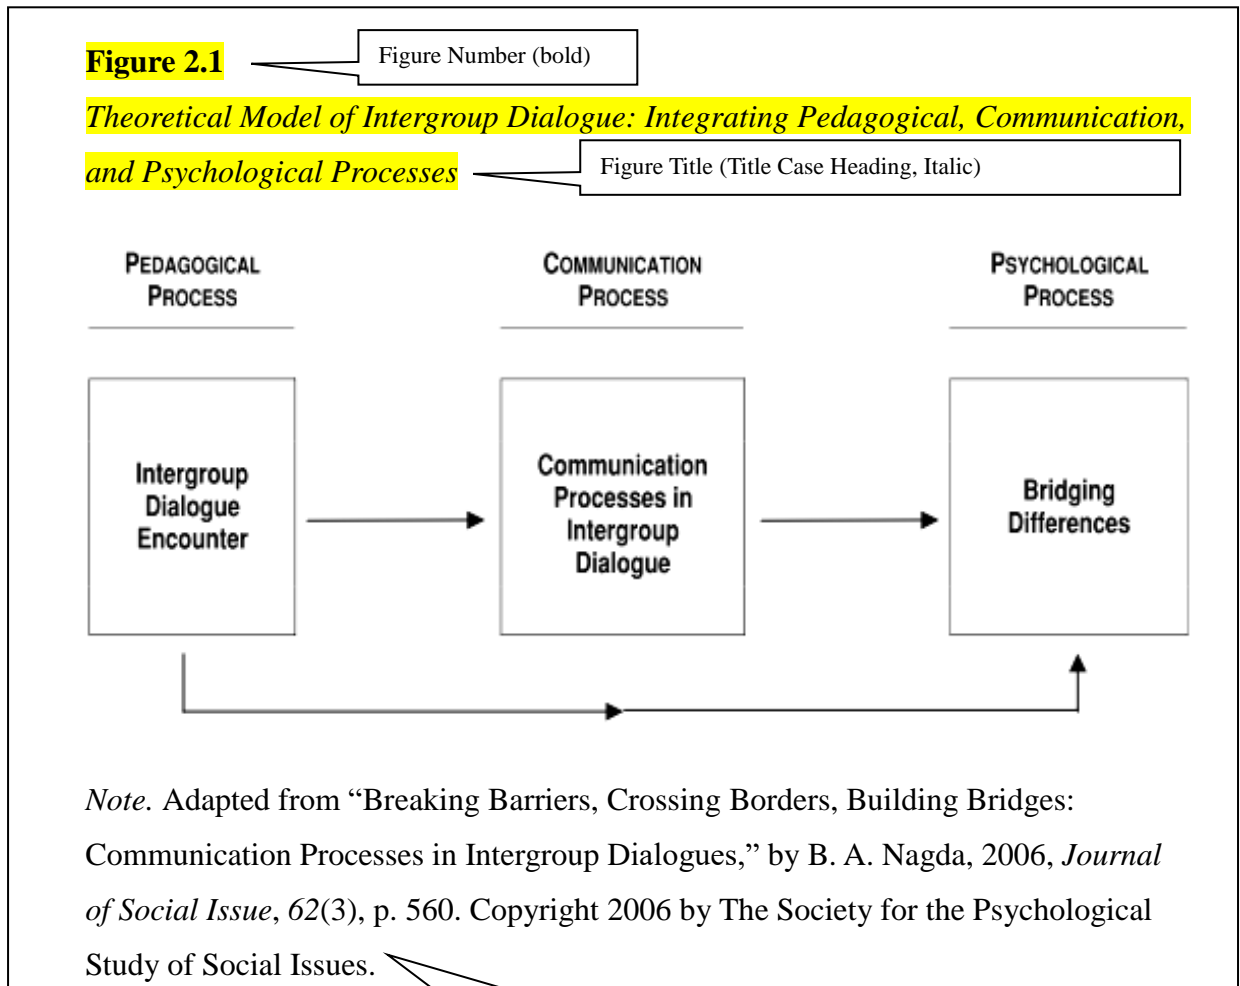 Figure 2.1
Figure Number (bold)
Theoretical Model of Intergroup Dialogue: Integrating Pedagogical, Communication,
and Psychological Processes
Figure Title (Title Case Heading, Italic)
PEDAGOGICAL
PROCESS
COMMUNICATION
PROCESS
PSYCHOLOGICAL
PROCESS
Intergroup
Dialogue
Encounter
Communication
Processes in
Intergroup
Dialogue
Bridging
Differences
Note. Adapted from “Breaking Barriers, Crossing Borders, Building Bridges:
Communication Processes in Intergroup Dialogues,” by B. A. Nagda, 2006, Journal
of Social Issue, 62(3), p. 560. Copyright 2006 by The Society for the Psychological
Study of Social Issues.